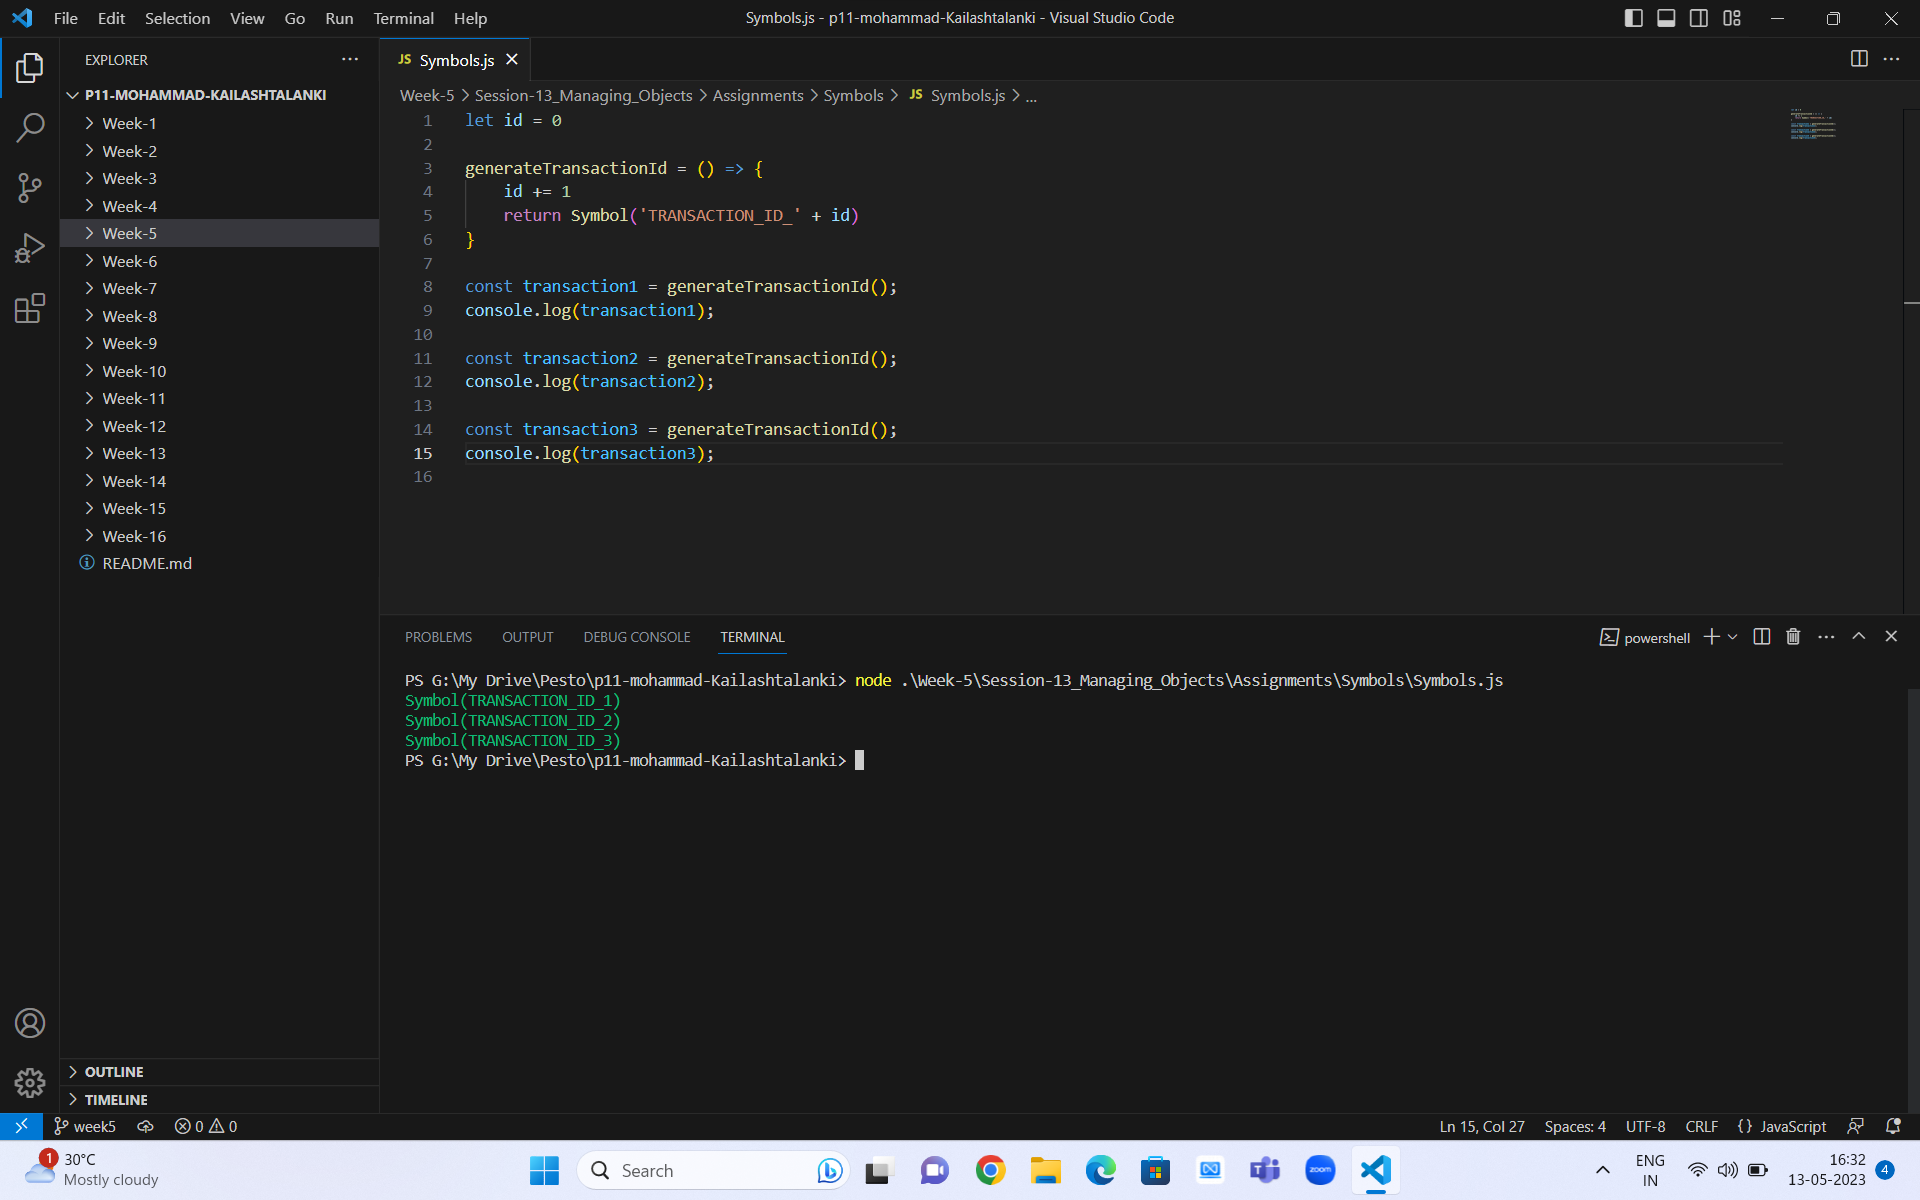 File Edit Selection View Go Run Terminal Help
Symbols.js - p11-mohammad-Kailashtalanki - Visual Studio Code
EXPLORER
P11-MOHAMMAD-KAILASHTALANKI
Week-1
Week-2
Week-3
Week-4
Week-5
Week-6
Week-7
Week-8
Week-9
Week-10
Week-11
Week-12
Week-13
Week-14
Week-15
Week-16
README.md
OUTLINE
TIMELINE
JS Symbols.js
Week-5 > Session-13_Managing_Objects > Assignments > Symbols > JS Symbols.js > ...
1 let id = 0
2
3 generateTransactionId = () => {
4 id += 1
5 return Symbol('TRANSACTION_ID_' + id)
6 }
7
8 const transaction1 = generateTransactionId();
9 console.log(transaction1);
10
11 const transaction2 = generateTransactionId();
12 console.log(transaction2);
13
14 const transaction3 = generateTransactionId();
15 console.log(transaction3);
16
PROBLEMS OUTPUT DEBUG CONSOLE TERMINAL
powershell
PS G:\My Drive\Pesto\p11-mohammad-Kailashtalanki> node .\Week-5\Session-13_Managing_Objects\Assignments\Symbols\Symbols.js
Symbol(TRANSACTION_ID_1)
Symbol(TRANSACTION_ID_2)
Symbol(TRANSACTION_ID_3)
PS G:\My Drive\Pesto\p11-mohammad-Kailashtalanki>
week5 0 0
Ln 15, Col 27 Spaces: 4 UTF-8 CRLF {} JavaScript
1
30°C
Mostly cloudy
Search
zoom
ENG
IN
16:32
13-05-2023
4